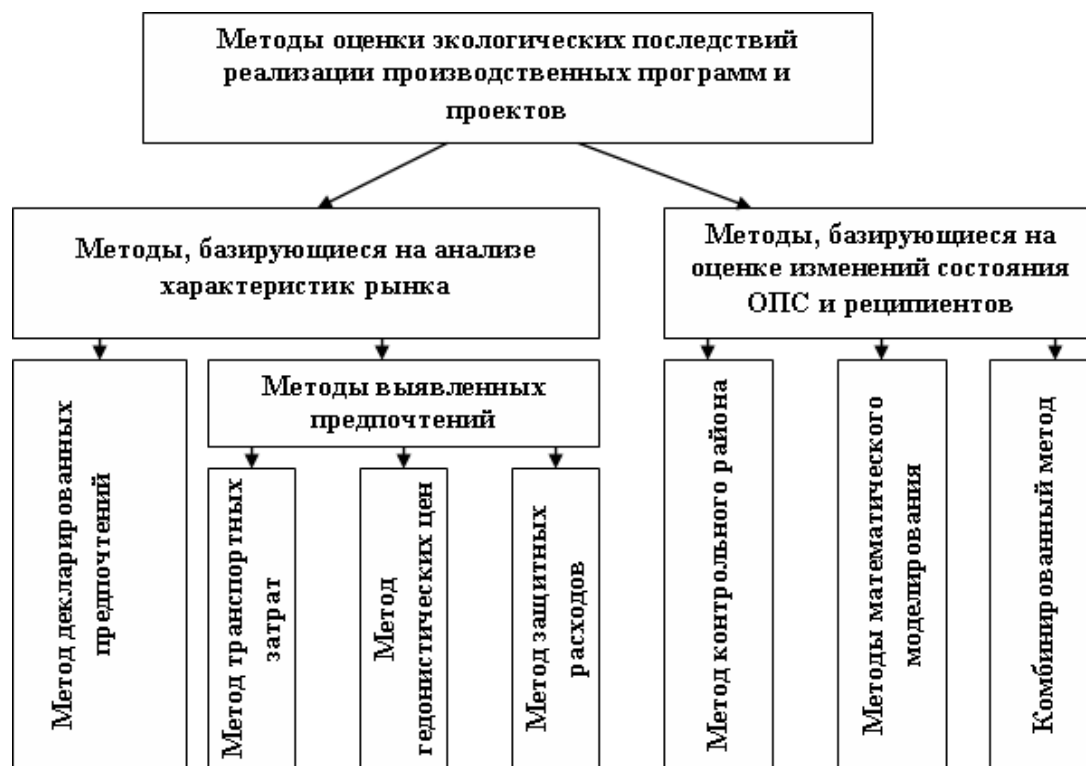 Методы оценки экологических последствий
реализации производственных программ и
проектов
Методы, базирующиеся на анализе
характеристик рынка
Методы, базирующиеся на
оценке изменений состояния
ОПС и реципиентов
Метод декларированных
предпочтений
Методы выявленных
предпочтений
Метод транспортных
затрат
Метод
гедонистических цен
Метод защитных
расходов
Метод контрольного района
Методы математического
моделирования
Комбинированный метод